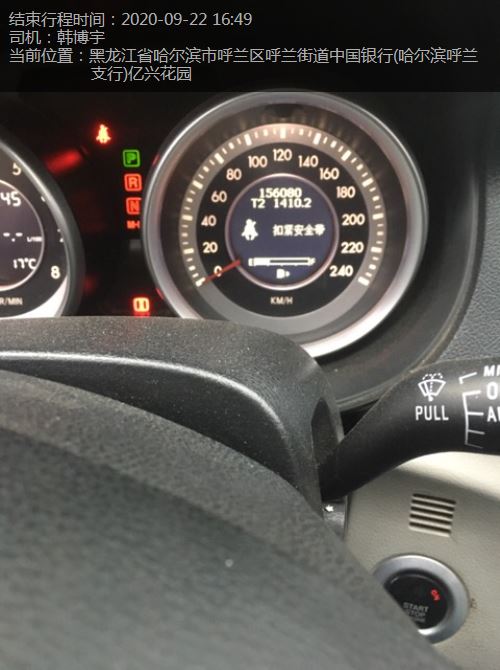 结束行程时间：2020-09-22 16:49
司机：韩博宇
当前位置：黑龙江省哈尔滨市呼兰区呼兰街道中国银行(哈尔滨呼兰
支行)亿兴花园
5
45
17℃
8
R/MIN
P
R
N
0
20
40
60
80
100
120
140
160
180
200
220
240
156080
T2 1410.2
扣紧安全带
KM/H
PULL
START
STOP